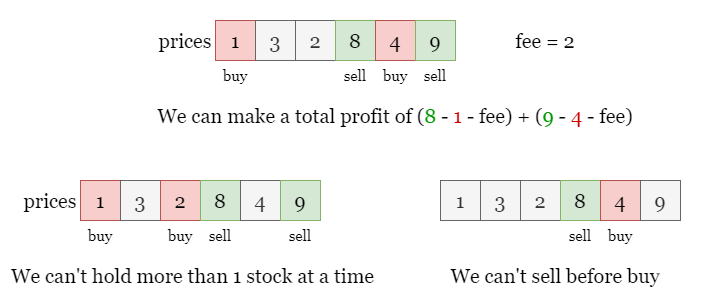 prices 1 3 2 8 4 9 fee = 2
buy sell buy sell
We can make a total profit of (8 - 1 - fee) + (9 - 4 - fee)
prices 1 3 2 8 4 9
buy buy sell sell
We can't hold more than 1 stock at a time
1 3 2 8 4 9
sell buy
We can't sell before buy